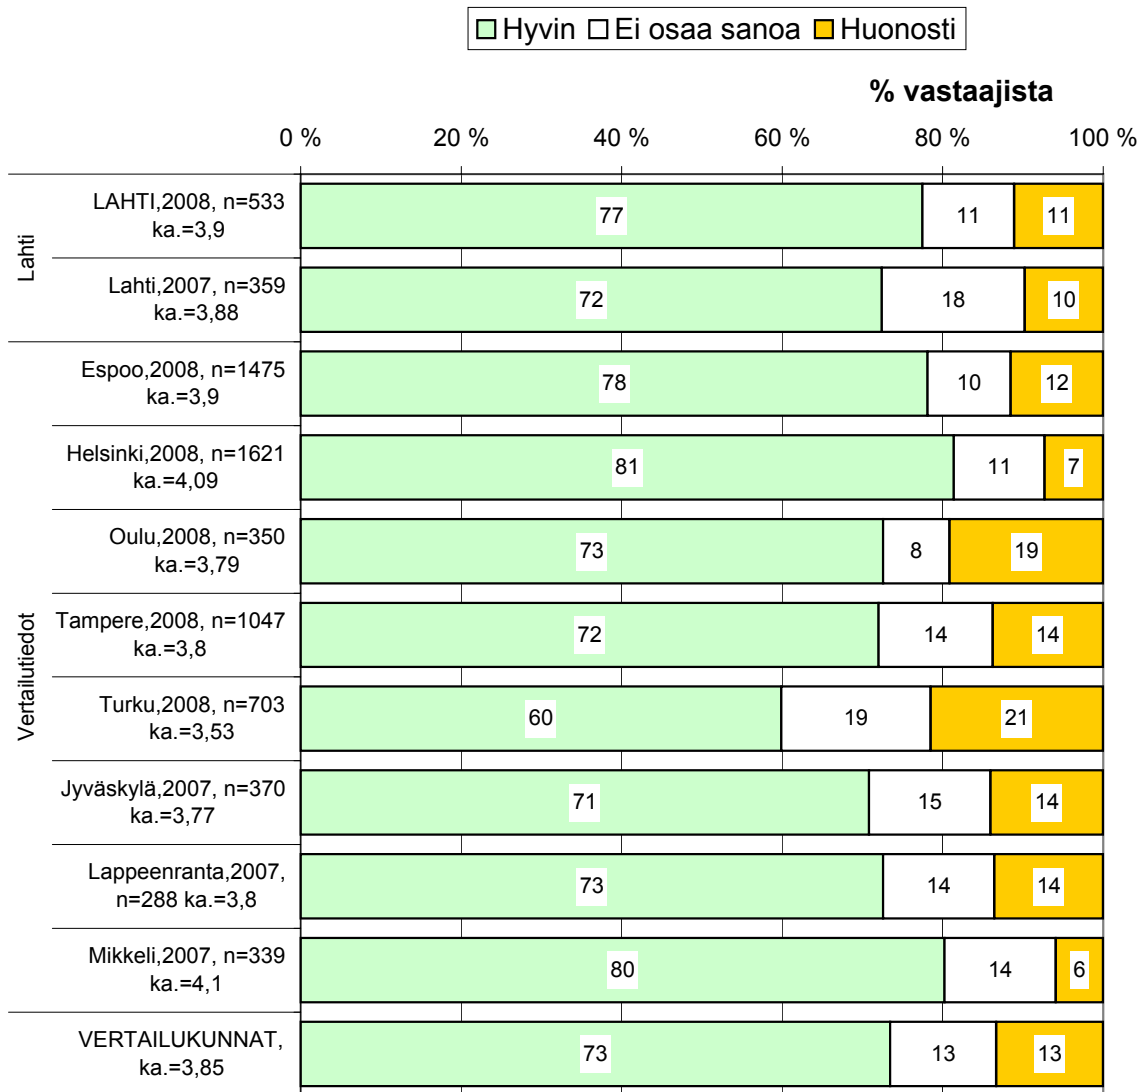 Hyvin Ei osaa sanoa Huonosti
% vastaajista
0 % 20 % 40 % 60 % 80 % 100 %
Lahti
LAHTI,2008, n=533
ka.=3,9
77 11 11
Lahti,2007, n=359
ka.=3,88
72 18 10
Vertailutiedot
Espoo,2008, n=1475
ka.=3,9
78 10 12
Helsinki,2008, n=1621
ka.=4,09
81 11 7
Oulu,2008, n=350
ka.=3,79
73 8 19
Tampere,2008, n=1047
ka.=3,8
72 14 14
Turku,2008, n=703
ka.=3,53
60 19 21
Jyväskylä,2007, n=370
ka.=3,77
71 15 14
Lappeenranta,2007,
n=288 ka.=3,8
73 14 14
Mikkeli,2007, n=339
ka.=4,1
80 14 6
VERTAILUKUNNAT,
ka.=3,85
73 13 13